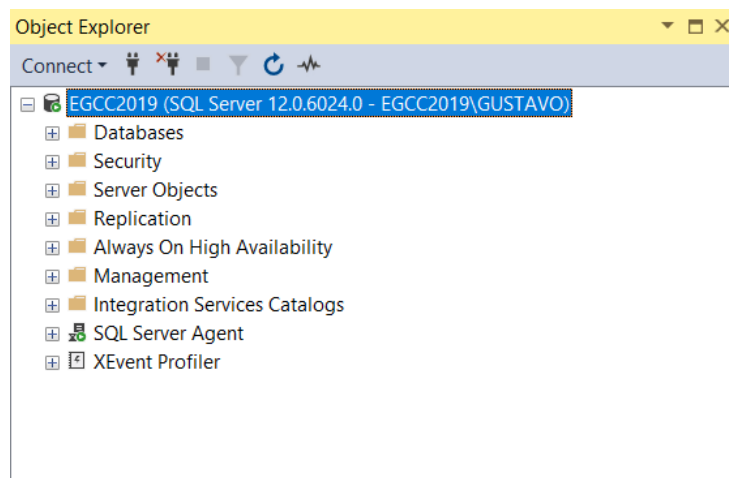 Object Explorer
Connect
EGCC2019 (SQL Server 12.0.6024.0 - EGCC2019\GUSTAVO)
Databases
Security
Server Objects
Replication
Always On High Availability
Management
Integration Services Catalogs
SQL Server Agent
XEvent Profiler